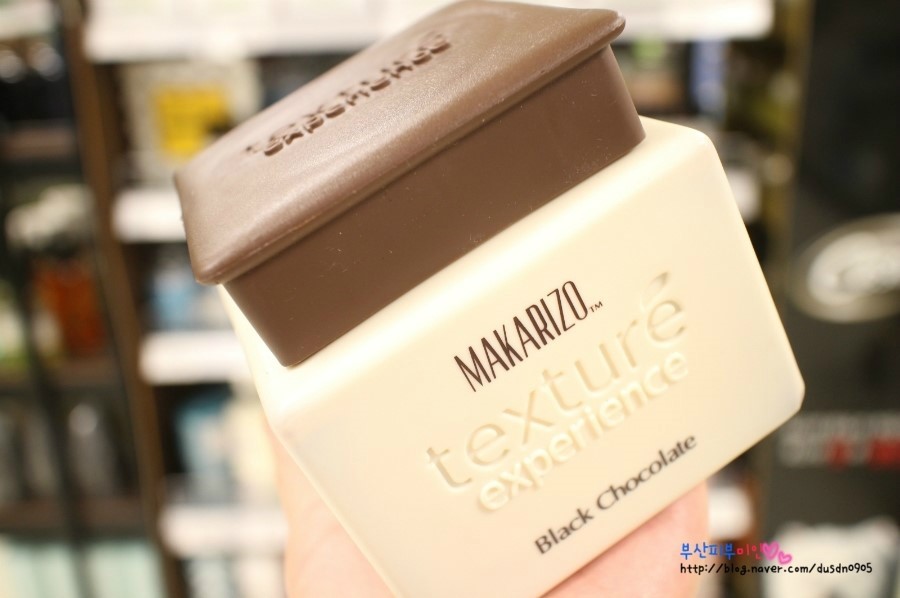 experience
MAKARIZO™
texture
experience
Black Chocolate
부산피부미인♡♡
http://blog.naver.com/dusdn0905